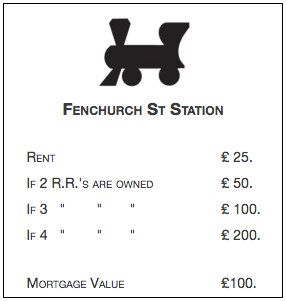 Fenchurch St Station
Rent £ 25.
If 2 R.R.'s are owned £ 50.
If 3 " " " £ 100.
If 4 " " " £ 200.
Mortgage Value £100.